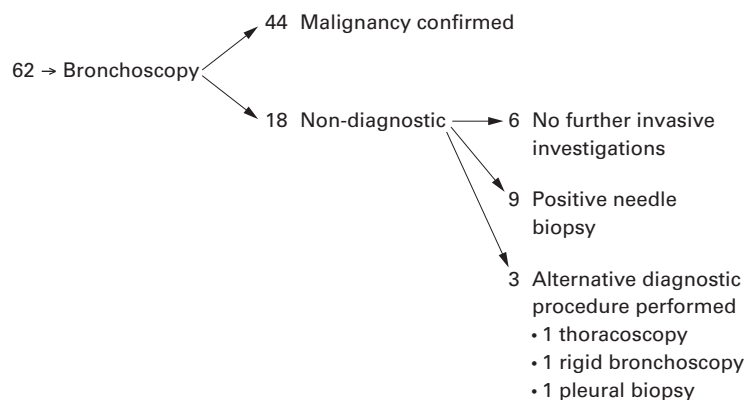 44 Malignancy confirmed
62 → Bronchoscopy
18 Non-diagnostic
6 No further invasive
investigations
9 Positive needle
biopsy
3 Alternative diagnostic
procedure performed
• 1 thoracoscopy
• 1 rigid bronchoscopy
• 1 pleural biopsy